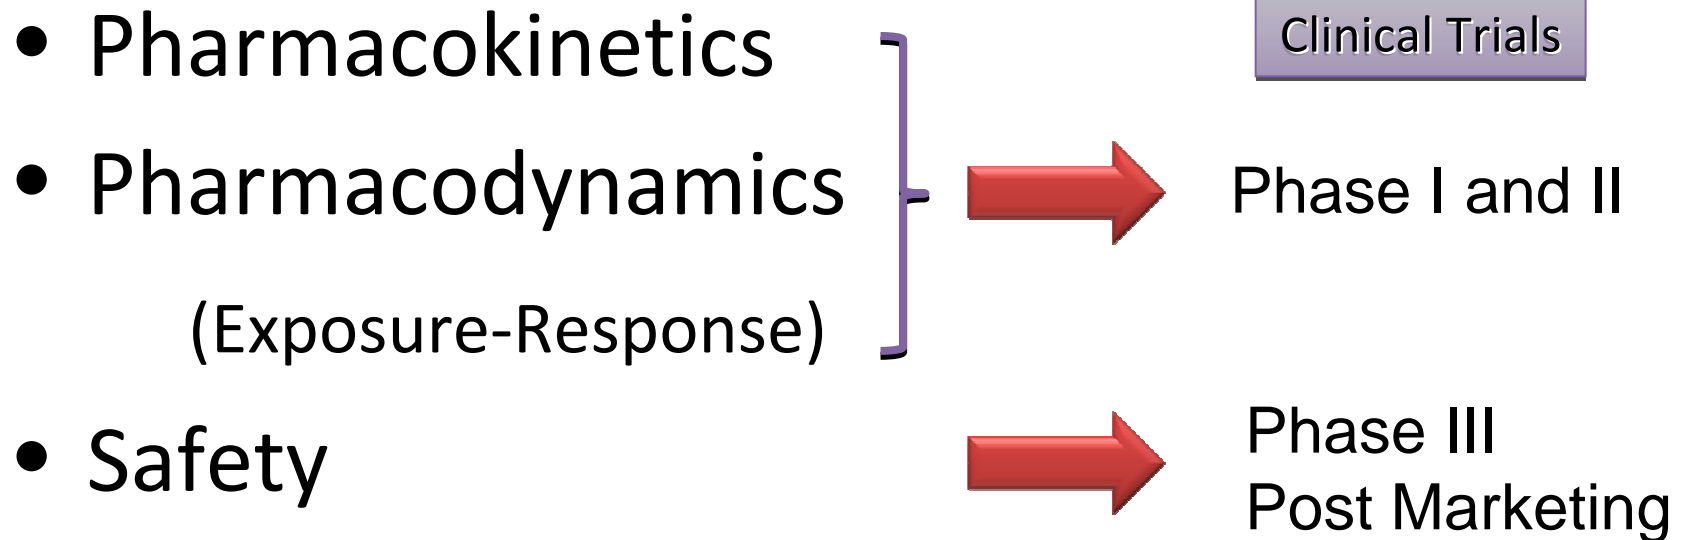 • Pharmacokinetics
Clinical Trials
• Pharmacodynamics
Phase I and II
(Exposure-Response)
• Safety
Phase III
Post Marketing